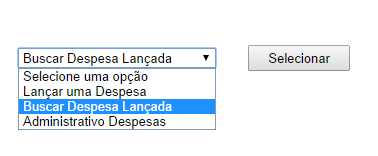 Buscar Despesa Lançada
Selecionar
Selecione uma opção
Lançar uma Despesa
Buscar Despesa Lançada
Administrativo Despesas